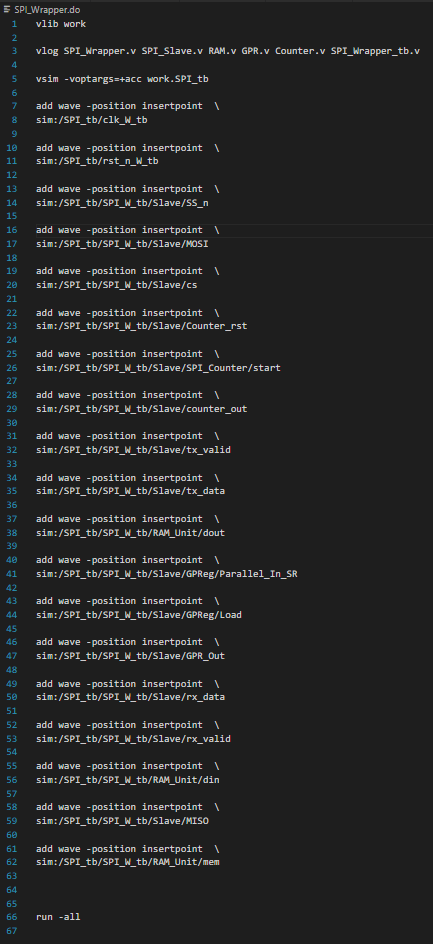 SPI_Wrapper.do
1 vlib work
2
3 vlog SPI_Wrapper.v SPI_Slave.v RAM.v GPR.v Counter.v SPI_Wrapper_tb.v
4
5 vsim -voptargs=+acc work.SPI_tb
6
7 add wave -position insertpoint  \
8 sim:/SPI_tb/clk_W_tb
9
10 add wave -position insertpoint  \
11 sim:/SPI_tb/rst_n_W_tb
12
13 add wave -position insertpoint  \
14 sim:/SPI_tb/SPI_W_tb/Slave/SS_n
15
16 add wave -position insertpoint  \
17 sim:/SPI_tb/SPI_W_tb/Slave/MOSI
18
19 add wave -position insertpoint  \
20 sim:/SPI_tb/SPI_W_tb/Slave/cs
21
22 add wave -position insertpoint  \
23 sim:/SPI_tb/SPI_W_tb/Slave/Counter_rst
24
25 add wave -position insertpoint  \
26 sim:/SPI_tb/SPI_W_tb/Slave/SPI_Counter/start
27
28 add wave -position insertpoint  \
29 sim:/SPI_tb/SPI_W_tb/Slave/counter_out
30
31 add wave -position insertpoint  \
32 sim:/SPI_tb/SPI_W_tb/Slave/tx_valid
33
34 add wave -position insertpoint  \
35 sim:/SPI_tb/SPI_W_tb/Slave/tx_data
36
37 add wave -position insertpoint  \
38 sim:/SPI_tb/SPI_W_tb/RAM_Unit/dout
39
40 add wave -position insertpoint  \
41 sim:/SPI_tb/SPI_W_tb/Slave/GPReg/Parallel_In_SR
42
43 add wave -position insertpoint  \
44 sim:/SPI_tb/SPI_W_tb/Slave/GPReg/Load
45
46 add wave -position insertpoint  \
47 sim:/SPI_tb/SPI_W_tb/Slave/GPR_Out
48
49 add wave -position insertpoint  \
50 sim:/SPI_tb/SPI_W_tb/Slave/rx_data
51
52 add wave -position insertpoint  \
53 sim:/SPI_tb/SPI_W_tb/Slave/rx_valid
54
55 add wave -position insertpoint  \
56 sim:/SPI_tb/SPI_W_tb/RAM_Unit/din
57
58 add wave -position insertpoint  \
59 sim:/SPI_tb/SPI_W_tb/Slave/MISO
60
61 add wave -position insertpoint  \
62 sim:/SPI_tb/SPI_W_tb/RAM_Unit/mem
63
64
65
66 run -all
67